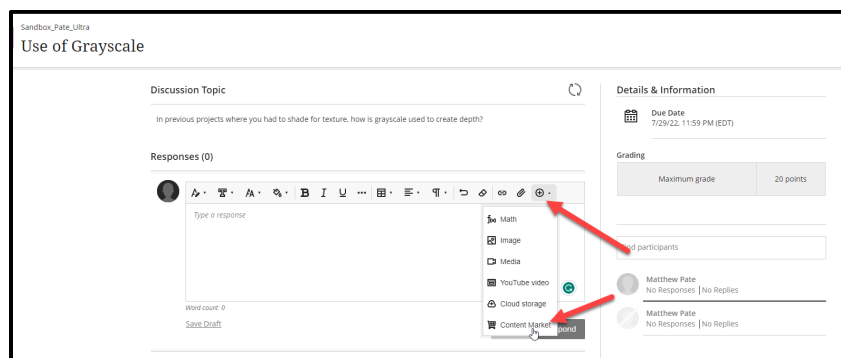 Sandbox_Pate_Ultra
Use of Grayscale
Discussion Topic
In previous projects where you had to shade for texture, how is grayscale used to create depth?
Responses (0)
B I U
Type a response
Math
Image
Media
YouTube video
Cloud storage
Content Market
Word count: 0
Save Draft
Details & Information
Due Date
7/29/22, 11:59 PM (EDT)
Grading
Maximum grade 20 points
participants
Matthew Pate
No Responses | No Replies
Matthew Pate
No Responses | No Replies